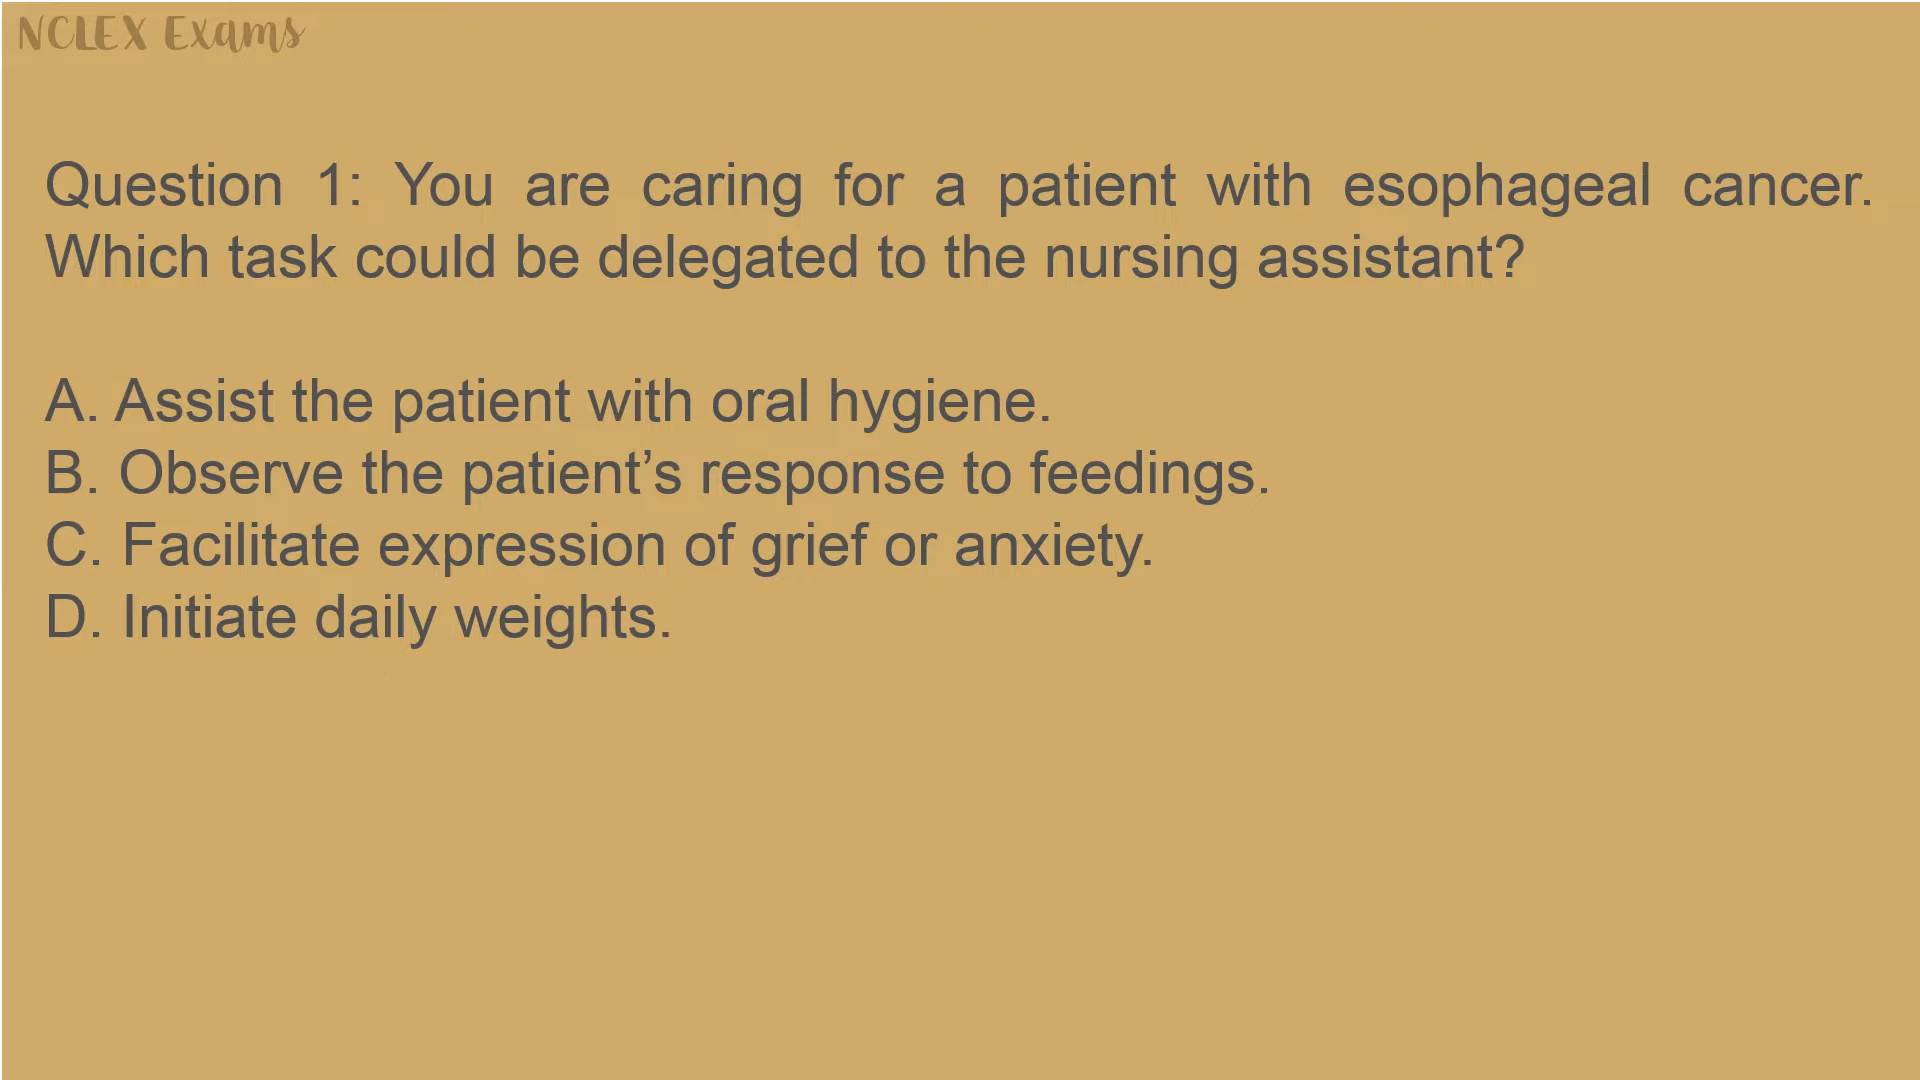 NCLEX Exams
Question 1: You are caring for a patient with esophageal cancer.
Which task could be delegated to the nursing assistant?
A. Assist the patient with oral hygiene.
B. Observe the patient’s response to feedings.
C. Facilitate expression of grief or anxiety.
D. Initiate daily weights.